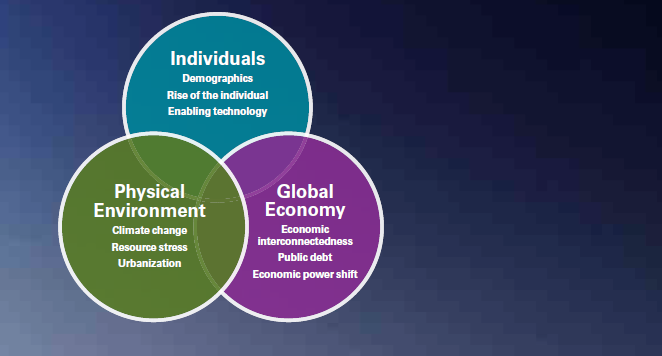 Individuals
Demographics
Rise of the individual
Enabling technology
Physical
Environment
Climate change
Resource stress
Urbanization
Global
Economy
Economic
interconnectedness
Public debt
Economic power shift